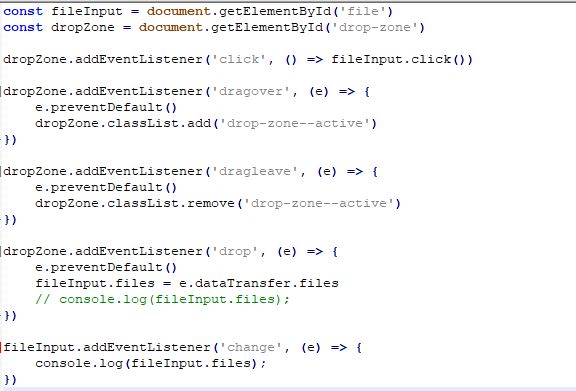 const fileInput = document.getElementById('file')
const dropZone = document.getElementById('drop-zone')
dropZone.addEventListener('click', () => fileInput.click())
dropZone.addEventListener('dragover', (e) => {
    e.preventDefault()
    dropZone.classList.add('drop-zone--active')
})
dropZone.addEventListener('dragleave', (e) => {
    e.preventDefault()
    dropZone.classList.remove('drop-zone--active')
})
dropZone.addEventListener('drop', (e) => {
    e.preventDefault()
    fileInput.files = e.dataTransfer.files
    // console.log(fileInput.files);
})
fileInput.addEventListener('change', (e) => {
    console.log(fileInput.files);
})